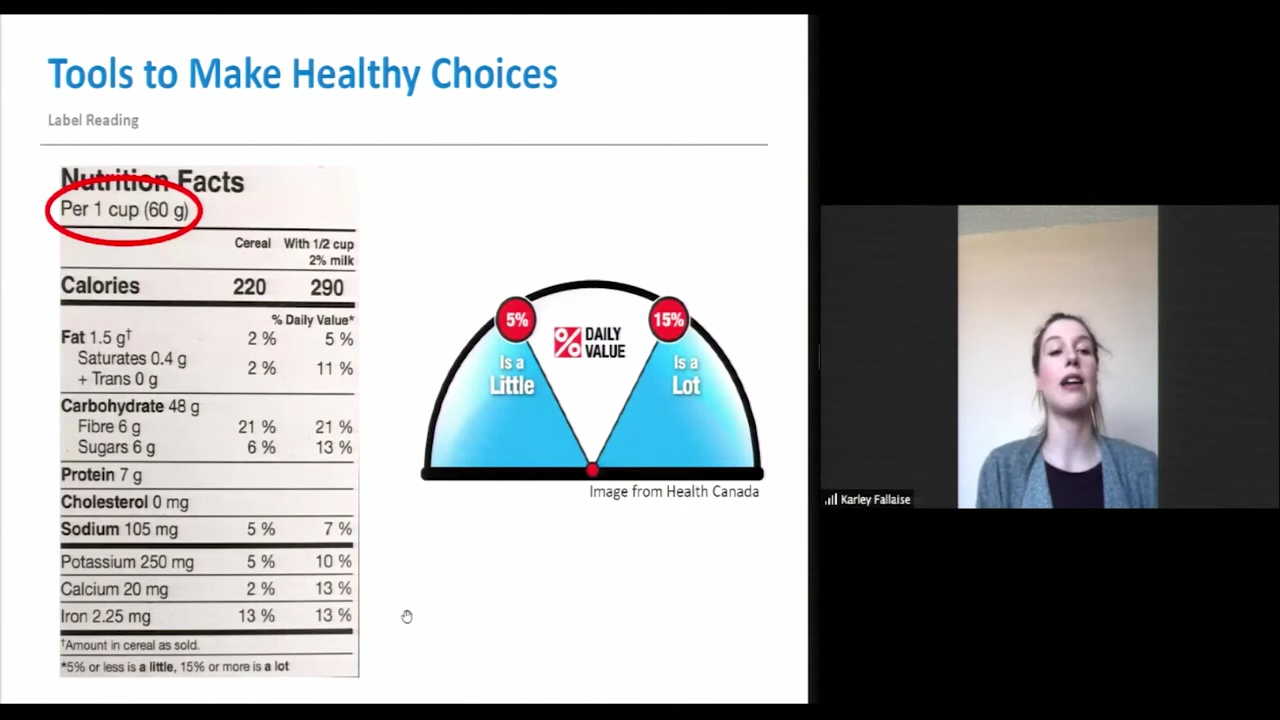 Tools to Make Healthy Choices
Label Reading
Nutrition Facts
Per 1 cup (60 g)
Cereal With 1/2 cup
2% milk
Calories 220 290
% Daily Value*
Fat 1.5 g† 2 % 5 %
Saturates 0.4 g
+ Trans 0 g
2 % 11 %
Carbohydrate 48 g
Fibre 6 g 21 % 21 %
Sugars 6 g 6 % 13 %
Protein 7 g
Cholesterol 0 mg
Sodium 105 mg 5 % 7 %
Potassium 250 mg 5 % 10 %
Calcium 20 mg 2 % 13 %
Iron 2.25 mg 13 % 13 %
†Amount in cereal as sold.
*5% or less is a little, 15% or more is a lot
5%
Is a
Little
% DAILY
VALUE
15%
Is a
Lot
Image from Health Canada
Karley Fallaise